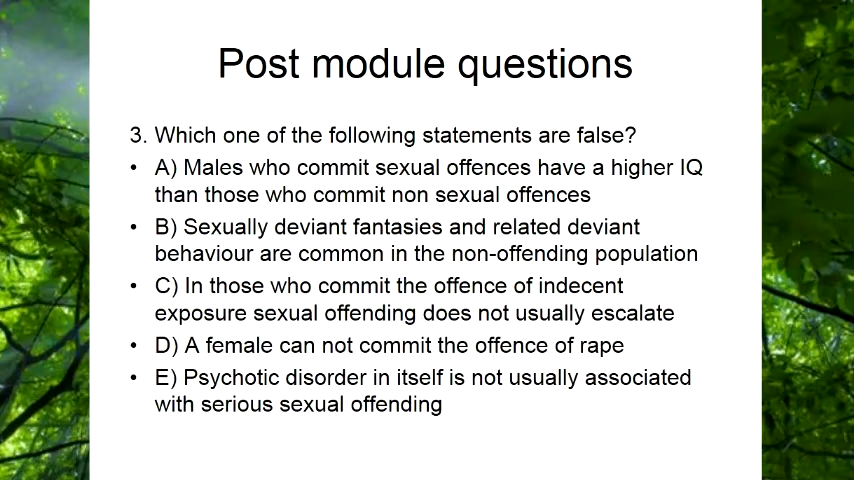 Post module questions
3. Which one of the following statements are false?
• A) Males who commit sexual offences have a higher IQ
than those who commit non sexual offences
• B) Sexually deviant fantasies and related deviant
behaviour are common in the non-offending population
• C) In those who commit the offence of indecent
exposure sexual offending does not usually escalate
• D) A female can not commit the offence of rape
• E) Psychotic disorder in itself is not usually associated
with serious sexual offending